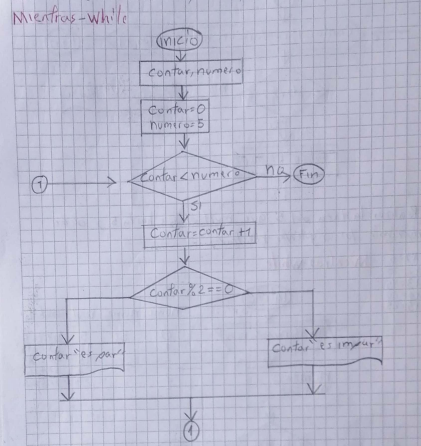 Mientras-While
inicio
Contar, numero
Contar=0
numero=5
1
Contar<numero
no
Fin
SI
Contar=contar+1
Contar%2==0
Contar "es par"
Contar "es impar"
1